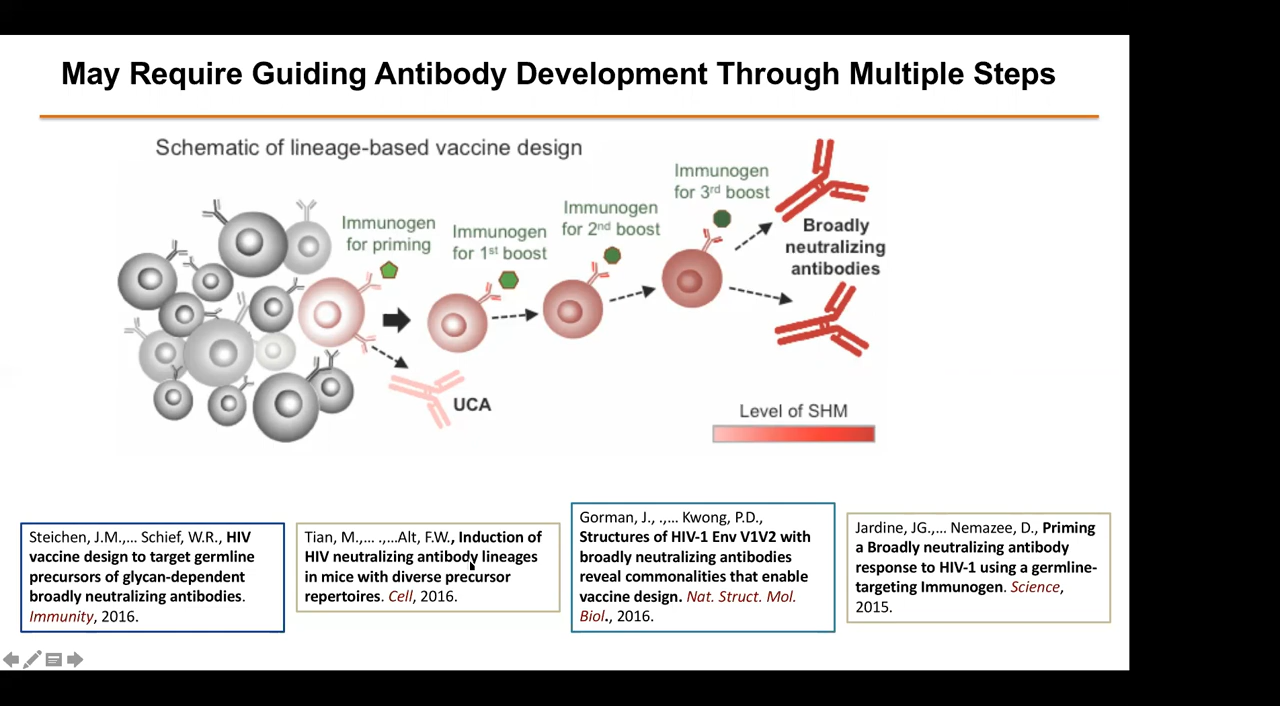 May Require Guiding Antibody Development Through Multiple Steps
Schematic of lineage-based vaccine design
Immunogen
for priming
Immunogen
for 1st boost
Immunogen
for 2nd boost
Immunogen
for 3rd boost
Broadly
neutralizing
antibodies
UCA
Level of SHM
Steichen, J.M.,... Schief, W.R., HIV
vaccine design to target germline
precursors of glycan-dependent
broadly neutralizing antibodies.
Immunity, 2016.
Tian, M.,... .,...Alt, F.W., Induction of
HIV neutralizing antibody lineages
in mice with diverse precursor
repertoires. Cell, 2016.
Gorman, J., .,... Kwong, P.D.,
Structures of HIV-1 Env V1V2 with
broadly neutralizing antibodies
reveal commonalities that enable
vaccine design. Nat. Struct. Mol.
Biol., 2016.
Jardine, JG.,... Nemazee, D., Priming
a Broadly neutralizing antibody
response to HIV-1 using a germline-
targeting Immunogen. Science,
2015.